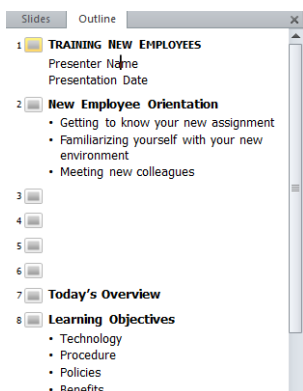 Slides Outline
1 TRAINING NEW EMPLOYEES
Presenter Name
Presentation Date
2 New Employee Orientation
• Getting to know your new assignment
• Familiarizing yourself with your new
environment
• Meeting new colleagues
3
4
5
6
7 Today's Overview
8 Learning Objectives
• Technology
• Procedure
• Policies
• Benefits